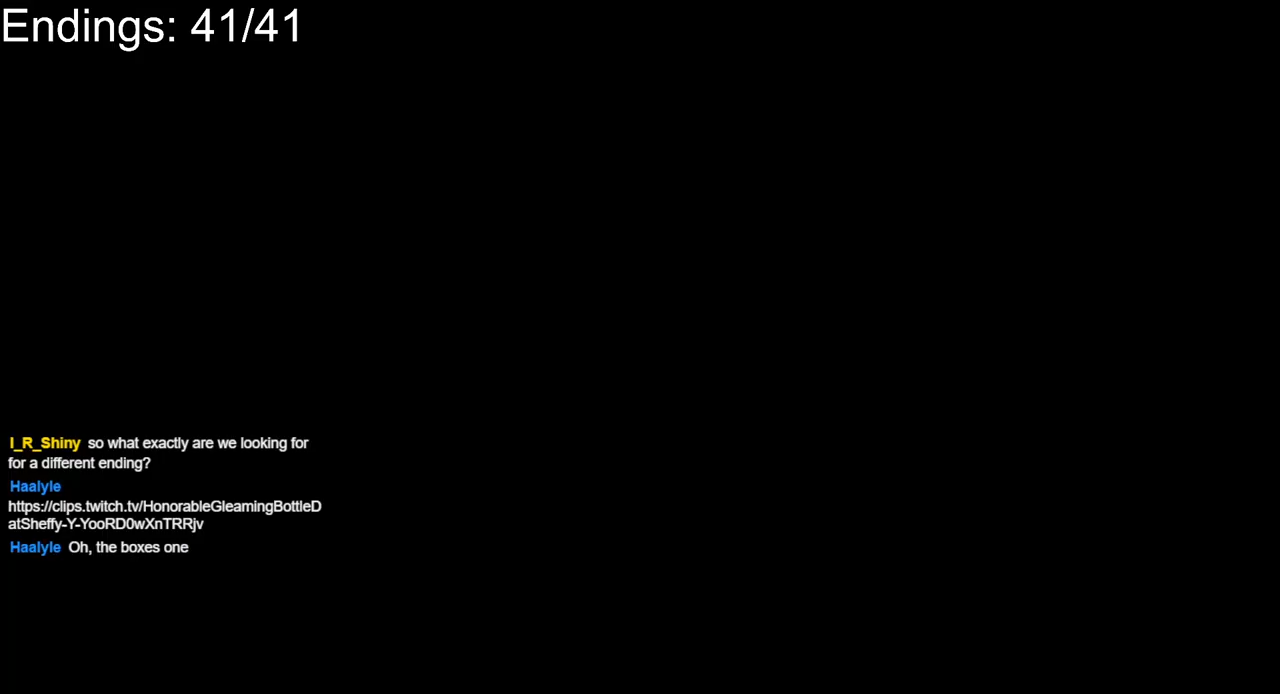 Endings: 41/41
I_R_Shiny so what exactly are we looking for
for a different ending?
Haalyle
https://clips.twitch.tv/HonorableGleamingBottleD
atSheffy-Y-YooRD0wXnTRRjv
Haalyle Oh, the boxes one